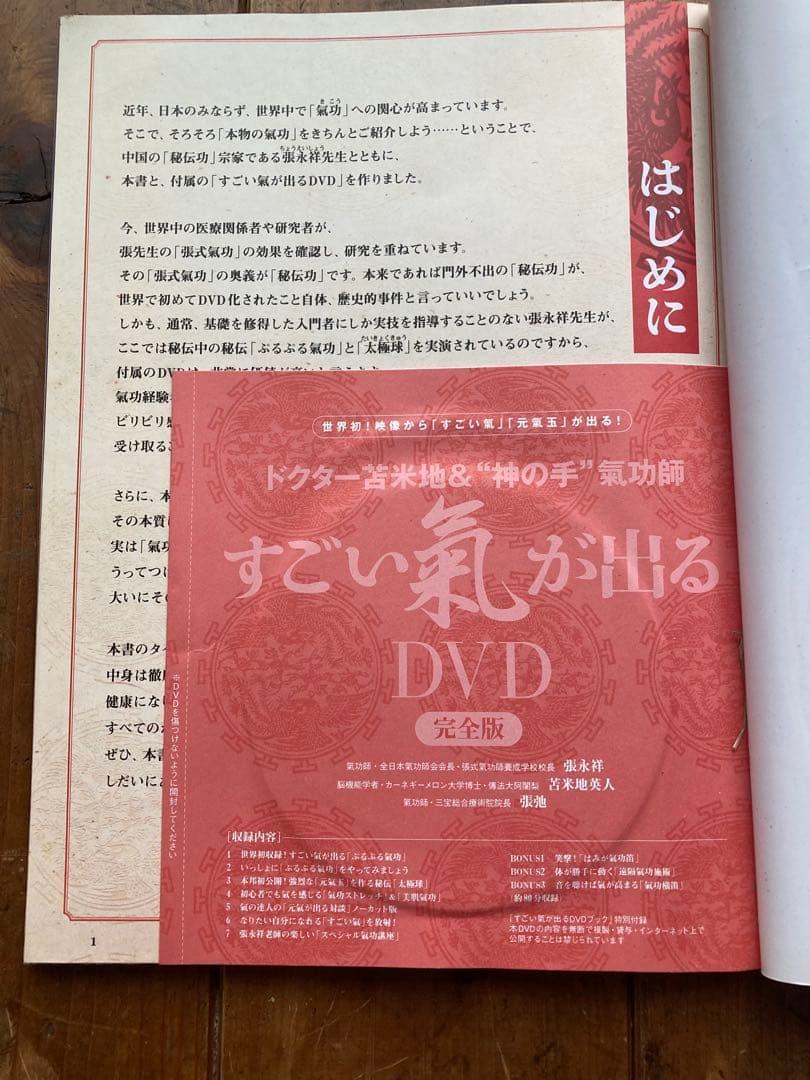 はじめに
近年、日本のみならず、世界中で「氣功」への関心が高まっています。
そこで、そろそろ「本物の氣功」をきちんとご紹介しよう……ということで、
中国の「秘伝功」宗家である張永祥先生とともに、
本書と、付属の「すごい氣が出るDVD」を作りました。
今、世界中の医療関係者や研究者が、
張先生の「張式氣功」の効果を確認し、研究を重ねています。
その「張式氣功」の奥義が「秘伝功」です。本来であれば門外不出の「秘伝功」が、
世界で初めてDVD化されたこと自体、歴史的事件と言っていいでしょう。
しかも、通常、基礎を修得した入門者にしか実技を指導することのない張永祥先生が、
ここでは秘伝中の秘伝「ぷるぷる氣功」と「太極球」を実演されているのですから、
付属のDVDは、
氣功経験
ビリビリ
受け取る
さらに、本
その本質
実は「氣功
うってつけ
大いにそ
本書のタイ
中身は徹
健康にな
すべての
ぜひ、本書
しだいに
1
世界初!映像から「すごい氣」「元氣玉」が出る!
ドクター苫米地&“神の手”氣功師
すごい氣が出る
DVD
完全版
※DVDを傷つけないように開封してください
氣功師・全日本氣功師会会長・張式氣功師養成学校校長 張永祥
脳機能学者・カーネギーメロン大学博士・傳法大阿闍梨 苫米地英人
氣功師・三宝総合療術院院長 張弛
[収録内容]
1 世界初収録!すごい氣が出る「ぷるぷる氣功」
2 いっしょに「ぷるぷる氣功」をやってみましょう
3 本邦初公開!強烈な「元氣玉」を作る秘伝「太極球」
4 初心者でも氣を感じる「氣功ストレッチ」&「美肌氣功」
5 氣の達人の「元氣が出る対談」ノーカット版
6 なりたい自分になれる「すごい氣」を放射!
7 張永祥老師の楽しい「スペシャル氣功講座」
BONUS1 笑撃!「はみが氣功笛」
BONUS2 体が勝手に動く「遠隔氣功施術」
BONUS3 音を聴けば氣が高まる「氣功横笛」
(約80分収録)
『すごい氣が出るDVDブック』特別付録
本DVDの内容を無断で複製・貸与・インターネット上で
公開することは禁じられています